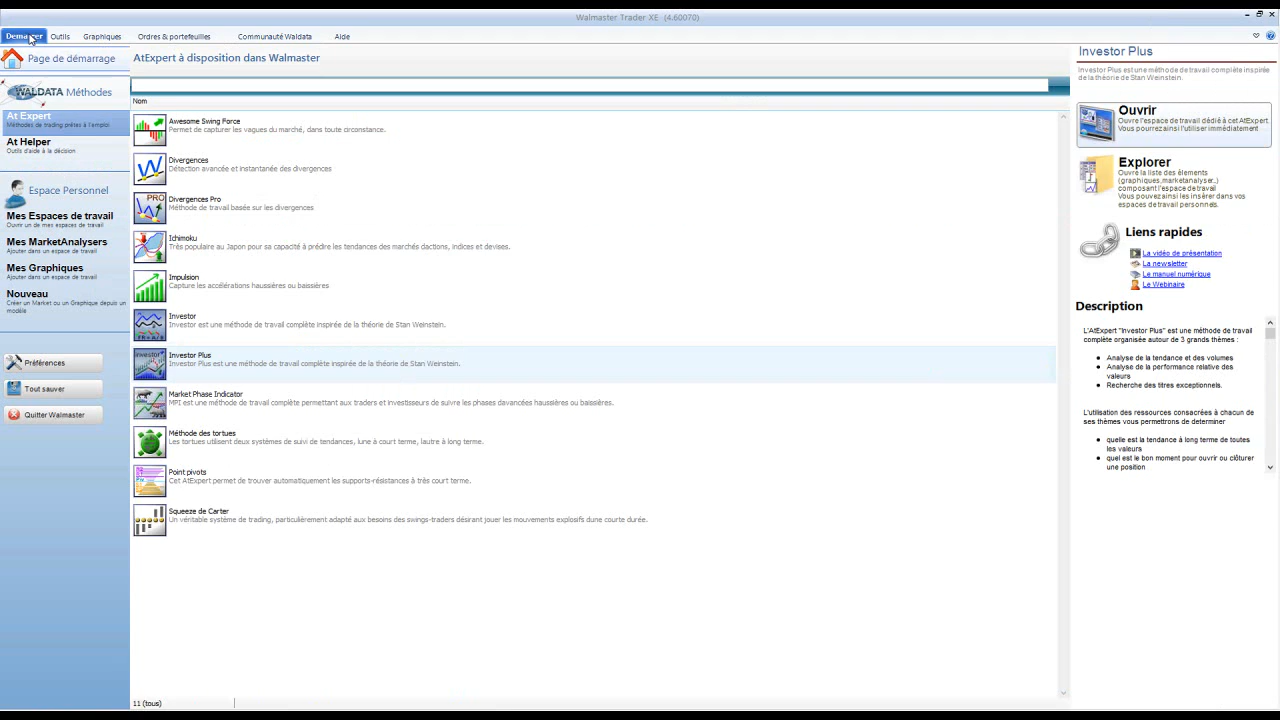 Walmaster Trader XE (4.60070)
Démarrer Outils Graphiques Ordres & portefeuilles Communauté Waldata Aide
Page de démarrage
WALDATA Méthodes
At Expert
Méthodes de trading prêtes à l'emploi
At Helper
Outils d'aide à la décision
Espace Personnel
Mes Espaces de travail
Ouvrir un de mes espaces de travail
Mes MarketAnalysers
Ajouter dans un espace de travail
Mes Graphiques
Ajouter dans un espace de travail
Nouveau
Créer un Market ou un Graphique depuis un
modèle
Préférences
Tout sauver
Quitter Walmaster
AtExpert à disposition dans Walmaster
Nom
Awesome Swing Force
Permet de capturer les vagues du marché, dans toute circonstance.
Divergences
Détection avancée et instantanée des divergences
Divergences Pro
Méthode de travail basée sur les divergences
Ichimoku
Très populaire au Japon pour sa capacité à prédire les tendances des marchés dactions, indices et devises.
Impulsion
Capture les accélérations haussières ou baissières
Investor
Investor est une méthode de travail complète inspirée de la théorie de Stan Weinstein.
Investor Plus
Investor Plus est une méthode de travail complète inspirée de la théorie de Stan Weinstein.
Market Phase Indicator
MPI est une méthode de travail complète permettant aux traders et investisseurs de suivre les phases davancées haussières ou baissières.
Méthode des tortues
Les tortues utilisent deux systèmes de suivi de tendances, lune à court terme, lautre à long terme.
Point pivots
Cet AtExpert permet de trouver automatiquement les supports-résistances à très court terme.
Squeeze de Carter
Un véritable système de trading, particulièrement adapté aux besoins des swings-traders désirant jouer les mouvements explosifs dune courte durée.
11 (tous)
Investor Plus
Investor Plus est une méthode de travail complète inspirée
de la théorie de Stan Weinstein.
Ouvrir
Ouvre l'espace de travail dédié à cet AtExpert.
Vous pourrez ainsi l'utiliser immédiatement
Explorer
Ouvre la liste des élements
(graphiques,marketanalyser..)
composant l'espace de travail
Vous pouvez ainsi les insérer dans vos
espaces de travail personnels.
Liens rapides
La vidéo de présentation
La newsletter
Le manuel numérique
Le Webinaire
Description
L'AtExpert "Investor Plus" est une méthode de travail
complète organisée autour de 3 grands thèmes :
Analyse de la tendance et des volumes
Analyse de la performance relative des
valeurs
Recherche des titres exceptionnels.
L'utilisation des ressources consacrées à chacun de
ses thèmes vous permettrons de determiner
quelle est la tendance à long terme de toutes
les valeurs
quel est le bon moment pour ouvrir ou clôturer
une position